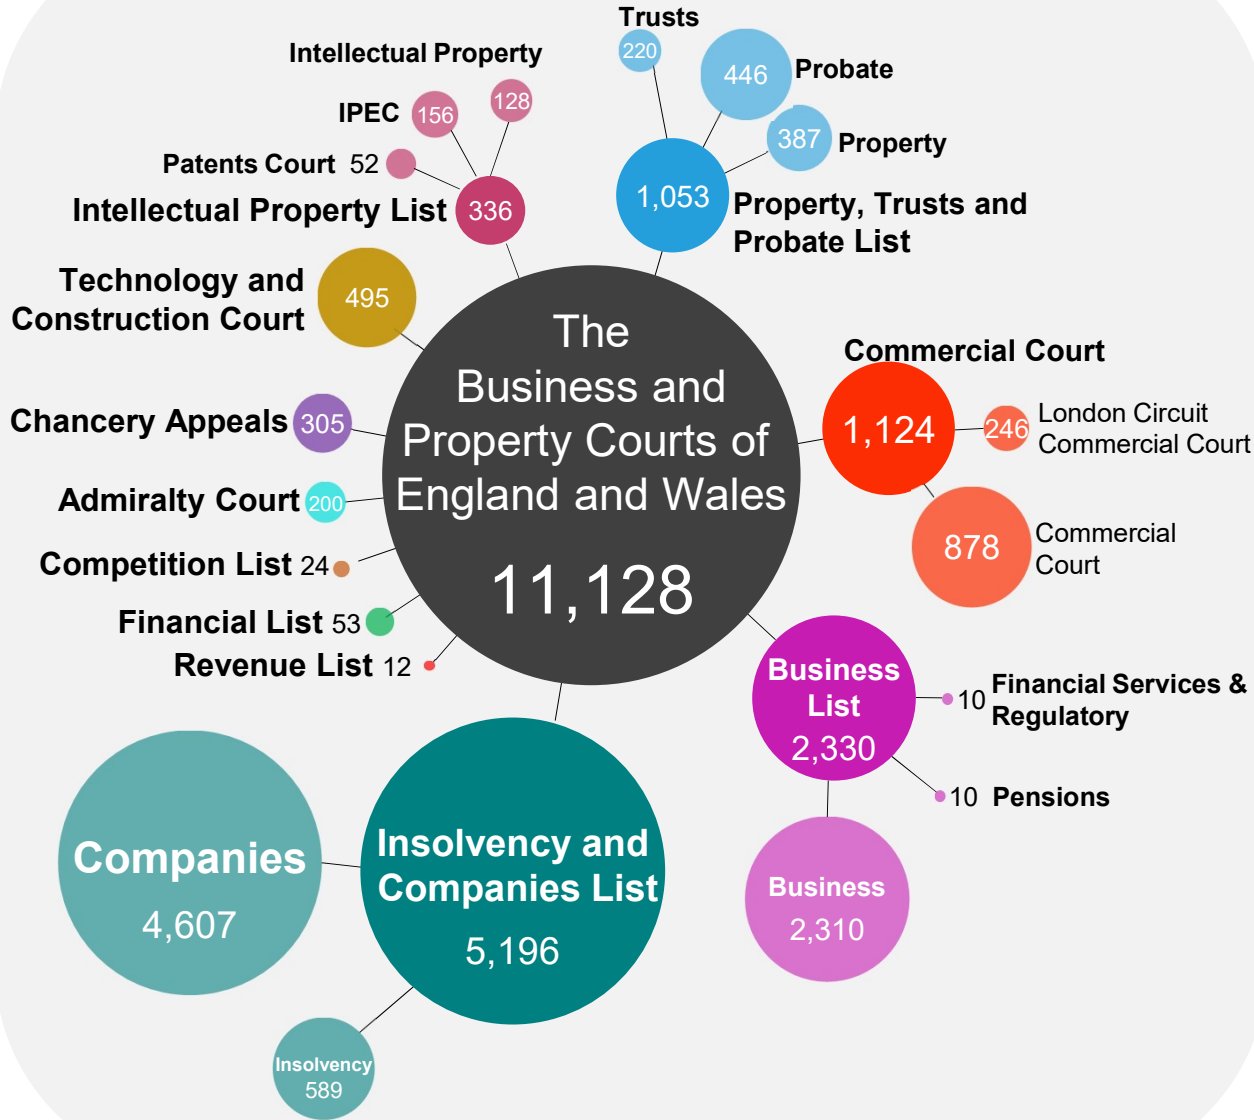 Trusts
220
446
Probate
387
Property
1,053
Property, Trusts and
Probate List
Intellectual Property
128
IPEC
156
Patents Court 52
Intellectual Property List
336
Technology and
Construction Court
495
Chancery Appeals
305
Admiralty Court
200
Competition List 24
Financial List 53
Revenue List 12
The
Business and
Property Courts of
England and Wales
11,128
Commercial Court
1,124
246
London Circuit
Commercial Court
878
Commercial
Court
Business
List
2,330
10
Financial Services &
Regulatory
10 Pensions
Business
2,310
Insolvency and
Companies List
5,196
Companies
4,607
Insolvency
589